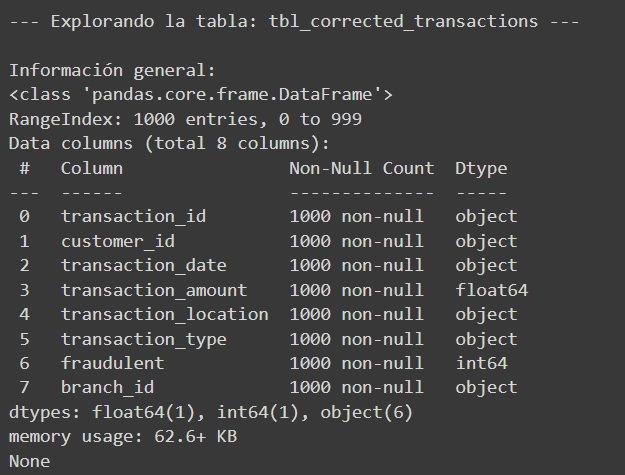 --- Explorando la tabla: tbl_corrected_transactions ---
Información general:
<class 'pandas.core.frame.DataFrame'>
RangeIndex: 1000 entries, 0 to 999
Data columns (total 8 columns):
 #   Column                Non-Null Count  Dtype
---  ------                --------------  -----
 0   transaction_id        1000 non-null   object
 1   customer_id           1000 non-null   object
 2   transaction_date      1000 non-null   object
 3   transaction_amount    1000 non-null   float64
 4   transaction_location  1000 non-null   object
 5   transaction_type      1000 non-null   object
 6   fraudulent            1000 non-null   int64
 7   branch_id             1000 non-null   object
dtypes: float64(1), int64(1), object(6)
memory usage: 62.6+ KB
None